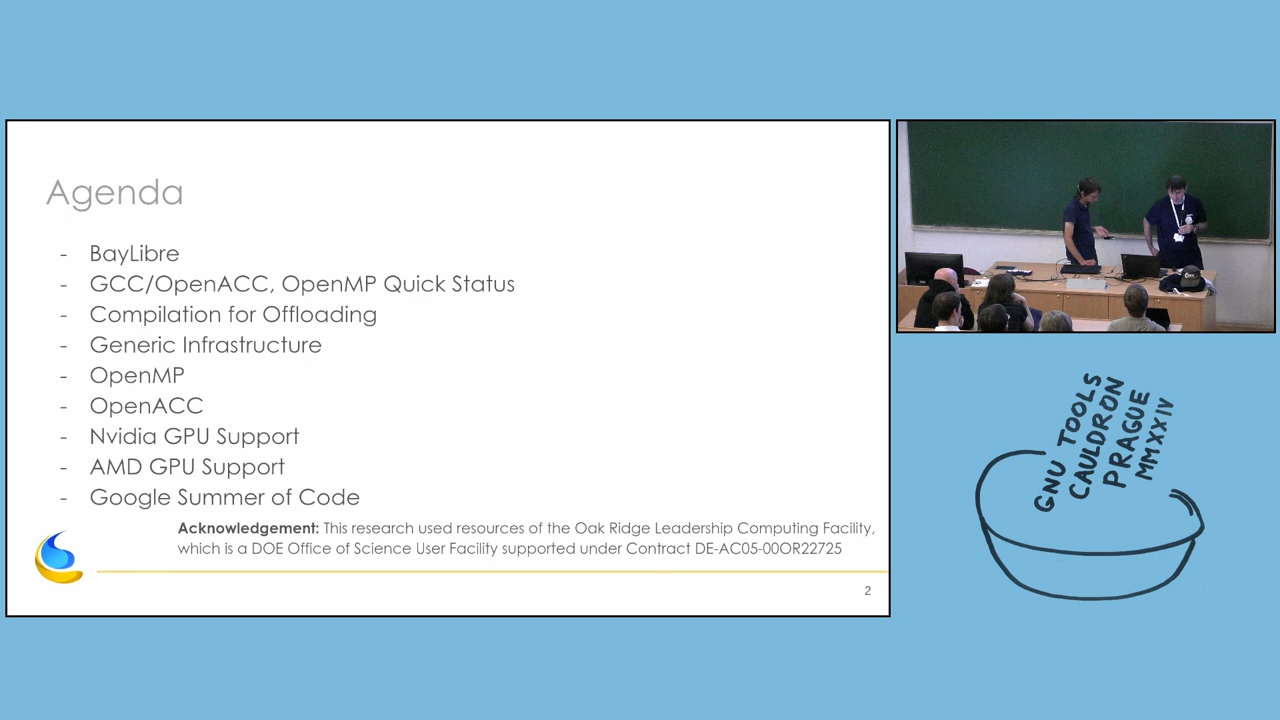 Agenda
- BayLibre
- GCC/OpenACC, OpenMP Quick Status
- Compilation for Offloading
- Generic Infrastructure
- OpenMP
- OpenACC
- Nvidia GPU Support
- AMD GPU Support
- Google Summer of Code
Acknowledgement: This research used resources of the Oak Ridge Leadership Computing Facility,
which is a DOE Office of Science User Facility supported under Contract DE-AC05-00OR22725
2
GNU TOOLS
CAULDRON
PRAGUE
MMXXIV